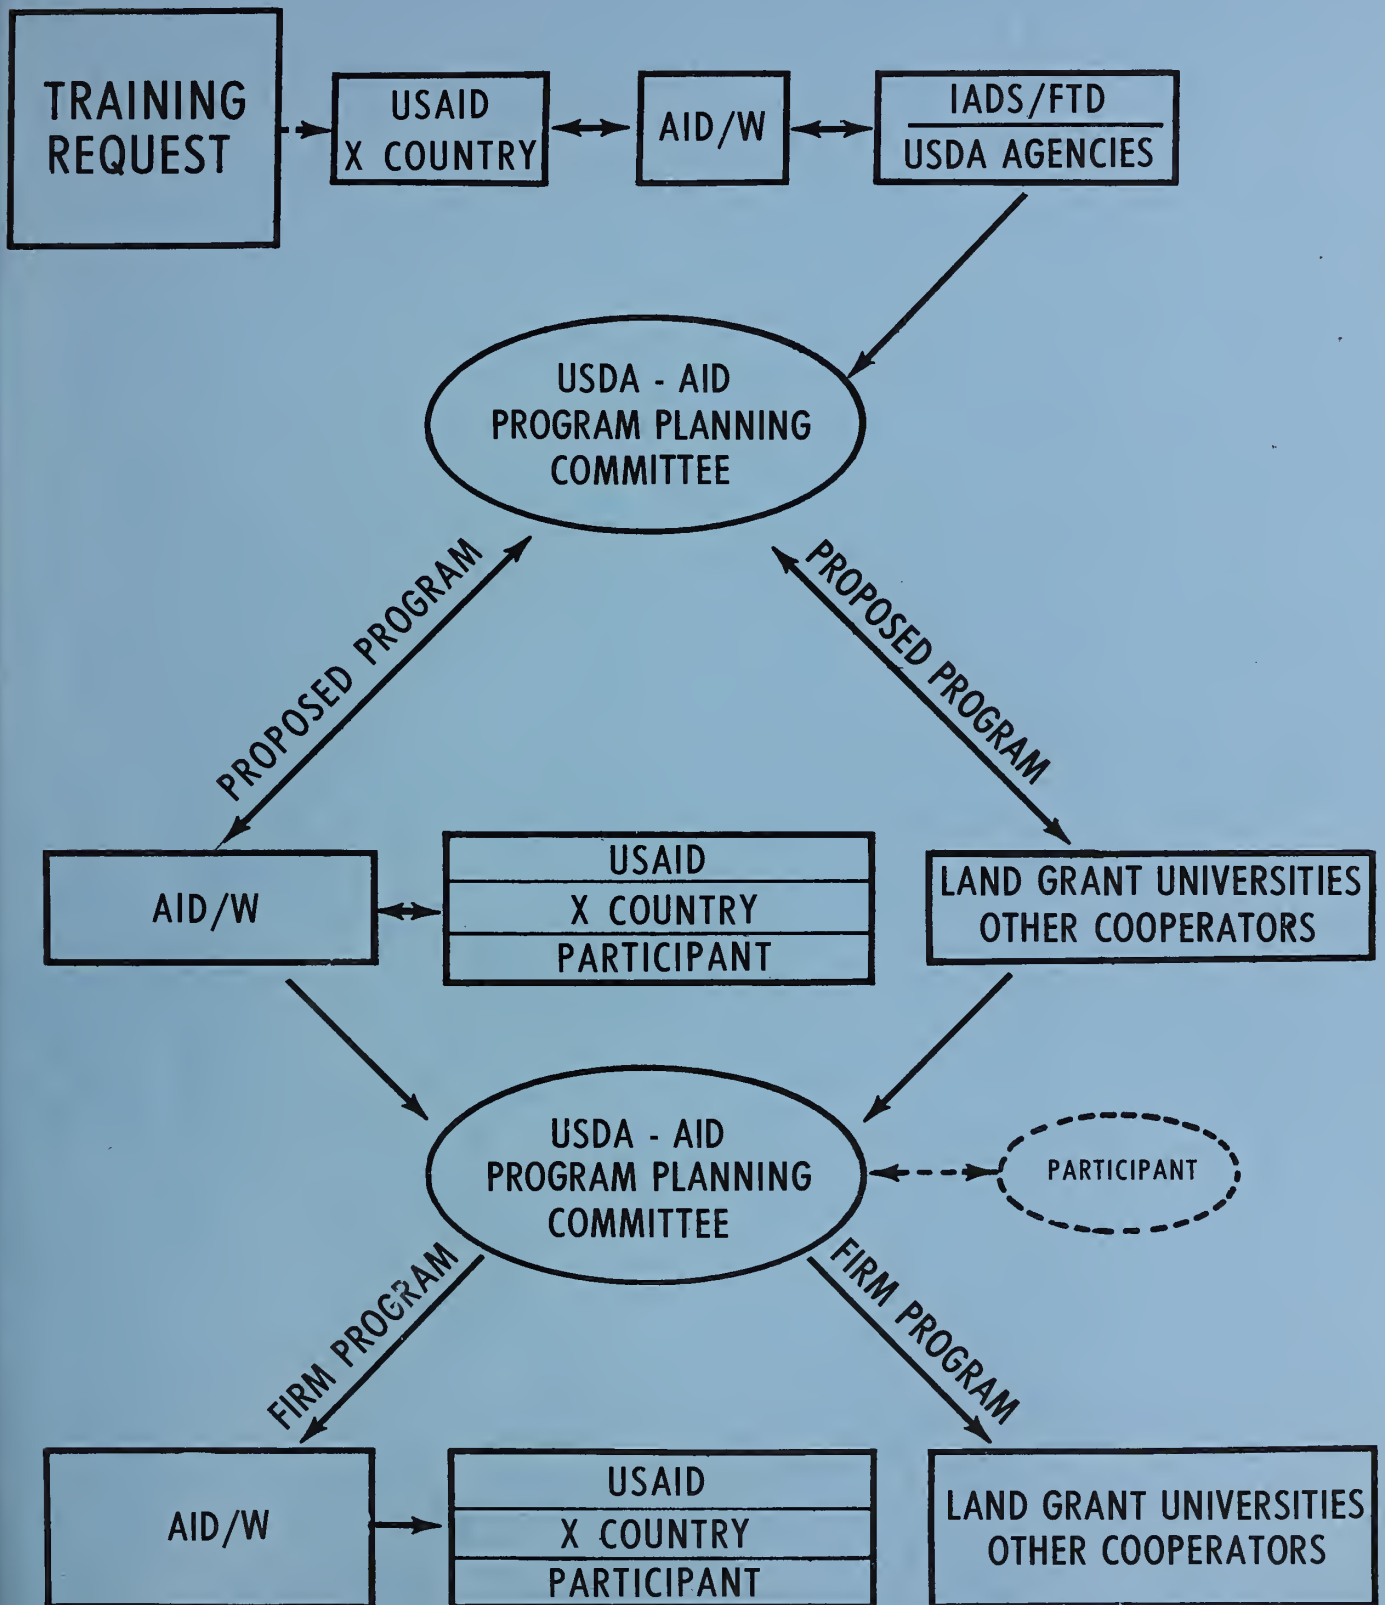 TRAINING
REQUEST
USAID
X COUNTRY
AID/W
IADS/FTD
USDA AGENCIES
USDA - AID
PROGRAM PLANNING
COMMITTEE
PROPOSED PROGRAM
PROPOSED PROGRAM
AID/W
USAID
X COUNTRY
PARTICIPANT
LAND GRANT UNIVERSITIES
OTHER COOPERATORS
USDA - AID
PROGRAM PLANNING
COMMITTEE
PARTICIPANT
FIRM PROGRAM
FIRM PROGRAM
AID/W
USAID
X COUNTRY
PARTICIPANT
LAND GRANT UNIVERSITIES
OTHER COOPERATORS